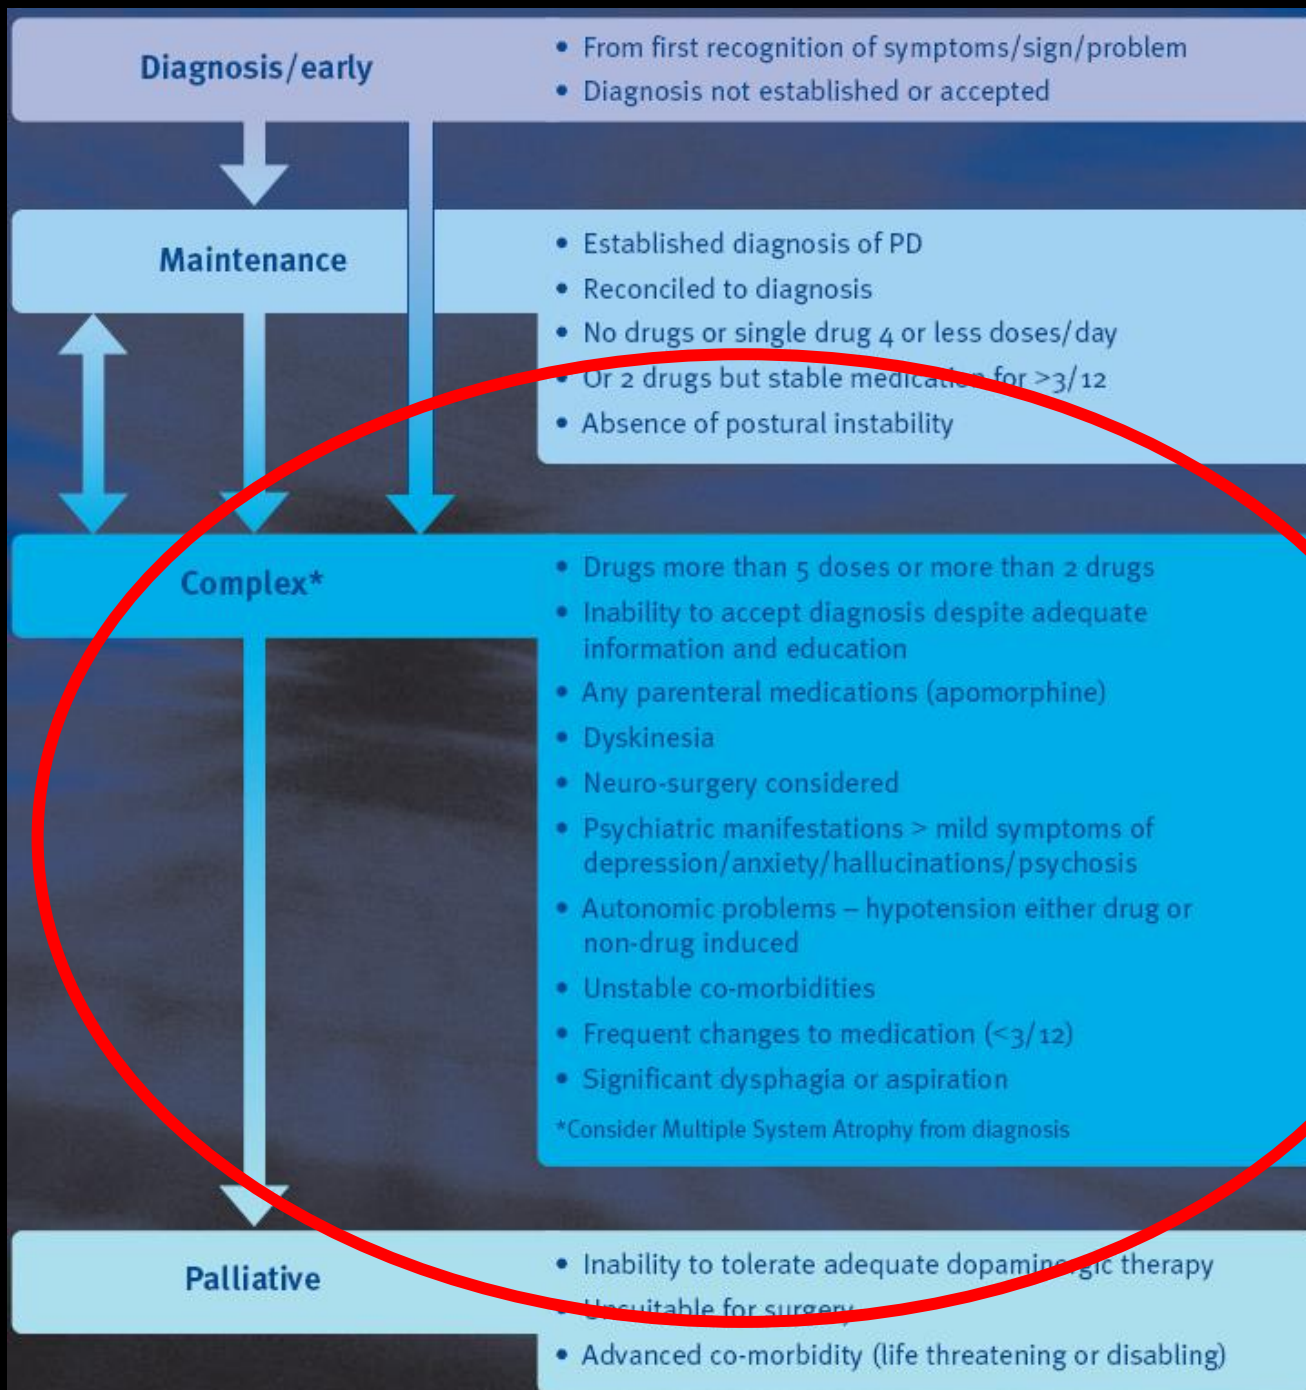 Diagnosis/early
• From first recognition of symptoms/sign/problem
• Diagnosis not established or accepted
Maintenance
• Established diagnosis of PD
• Reconciled to diagnosis
• No drugs or single drug 4 or less doses/day
• Or 2 drugs but stable medication for >3/12
• Absence of postural instability
Complex*
• Drugs more than 5 doses or more than 2 drugs
• Inability to accept diagnosis despite adequate
information and education
• Any parenteral medications (apomorphine)
• Dyskinesia
• Neuro-surgery considered
• Psychiatric manifestations > mild symptoms of
depression/anxiety/hallucinations/psychosis
• Autonomic problems – hypotension either drug or
non-drug induced
• Unstable co-morbidities
• Frequent changes to medication (<3/12)
• Significant dysphagia or aspiration
*Consider Multiple System Atrophy from diagnosis
Palliative
• Inability to tolerate adequate dopaminergic therapy
• Unsuitable for surgery
• Advanced co-morbidity (life threatening or disabling)